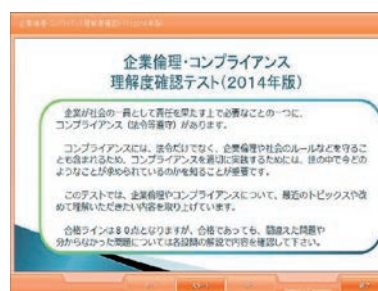 企業倫理・コンプライアンス
理解度確認テスト(2014年版)
企業が社会の一員として責任を果たす上で必要なことの一つに、
コンプライアンス（法令等遵守）があります。
コンプライアンスには、法令だけでなく、企業倫理や社会のルールなどを守るこ
とも含まれるため、コンプライアンスを適切に実践するためには、世の中で今どの
ようなことが求められているのかを知ることが重要です。
このテストでは、企業倫理やコンプライアンスについて、最近のトピックスや改
めて理解いただきたい内容を取り上げています。
合格ラインは８０点となりますが、合格であっても、間違えた問題や
分からなかった問題については各設問の解説で内容を確認して下さい。